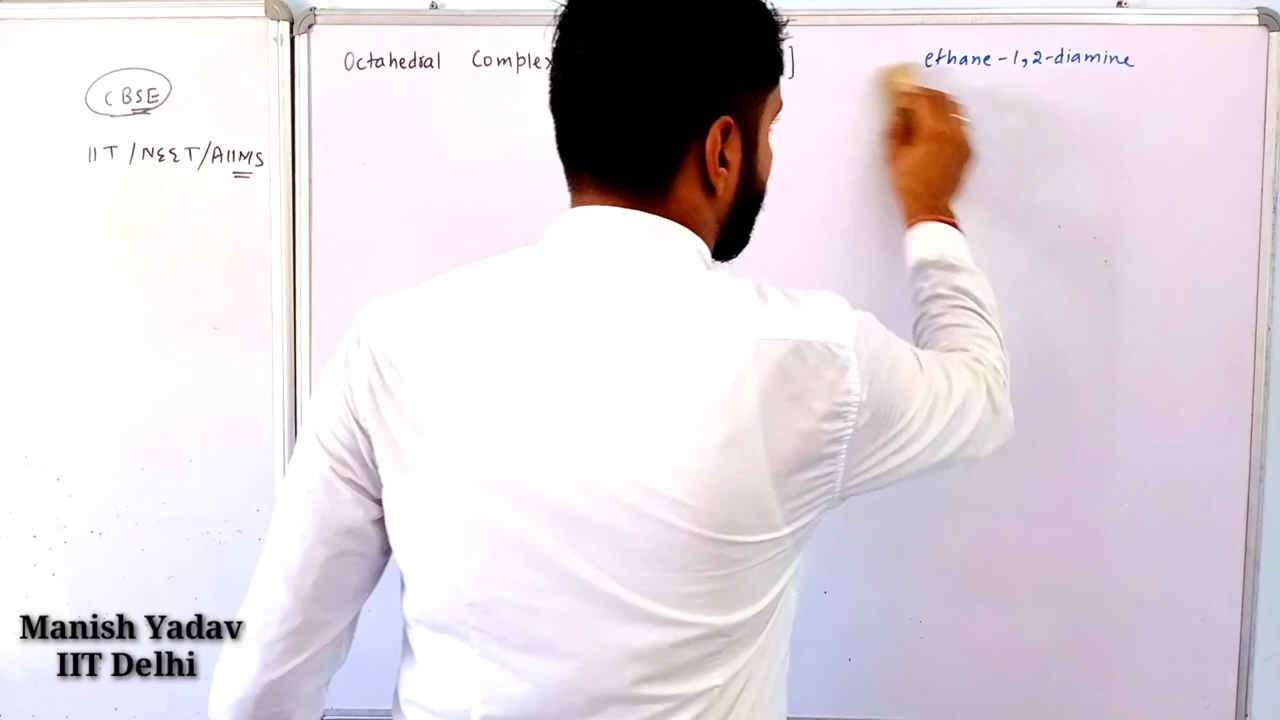 CBSE
IIT / NEET/AIIMS
Octahedral Complex ]
ethane-1,2-diamine
Manish Yadav
IIT Delhi